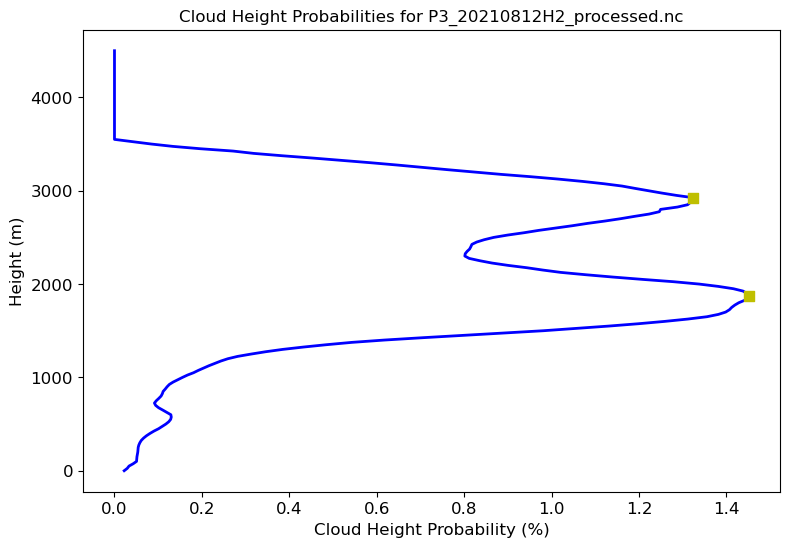 Cloud Height Probabilities for P3_20210812H2_processed.nc
4000
3000
2000
1000
0
Height (m)
0.0 0.2 0.4 0.6 0.8 1.0 1.2 1.4
Cloud Height Probability (%)